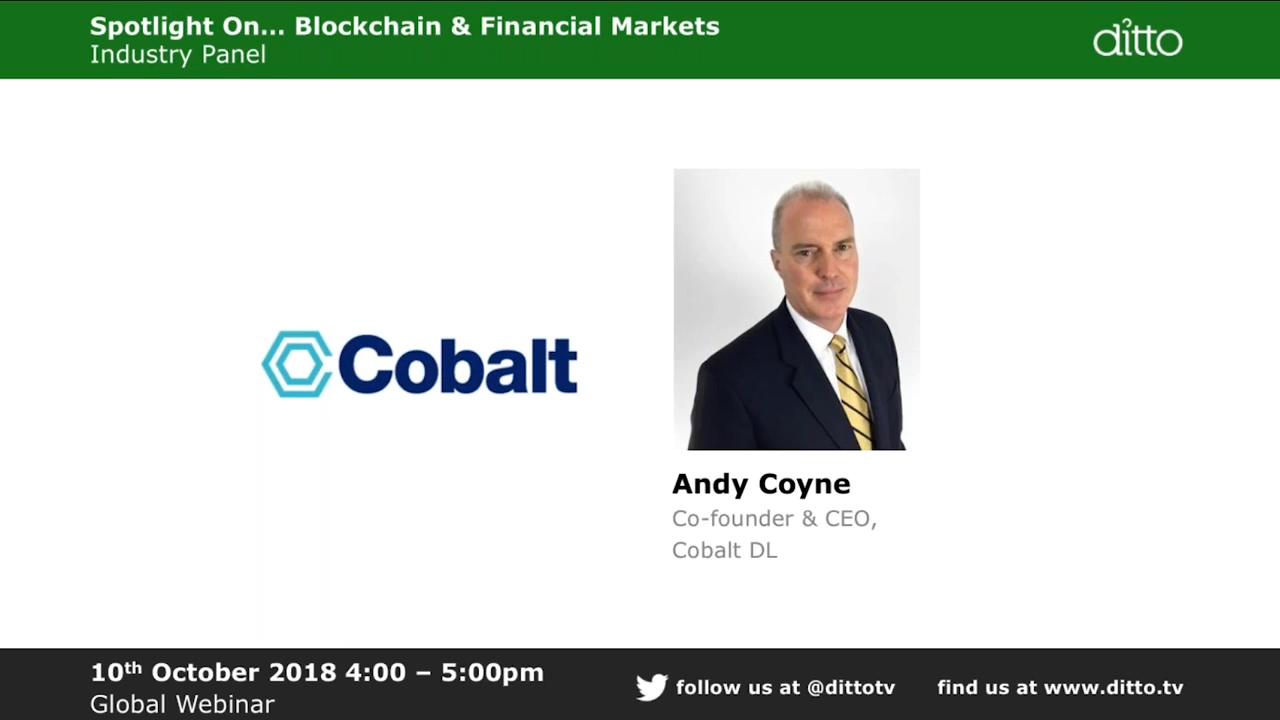 Spotlight On... Blockchain & Financial Markets
Industry Panel
ditto
Cobalt
Andy Coyne
Co-founder & CEO,
Cobalt DL
10th October 2018 4:00 – 5:00pm
Global Webinar
follow us at @dittotv
find us at www.ditto.tv